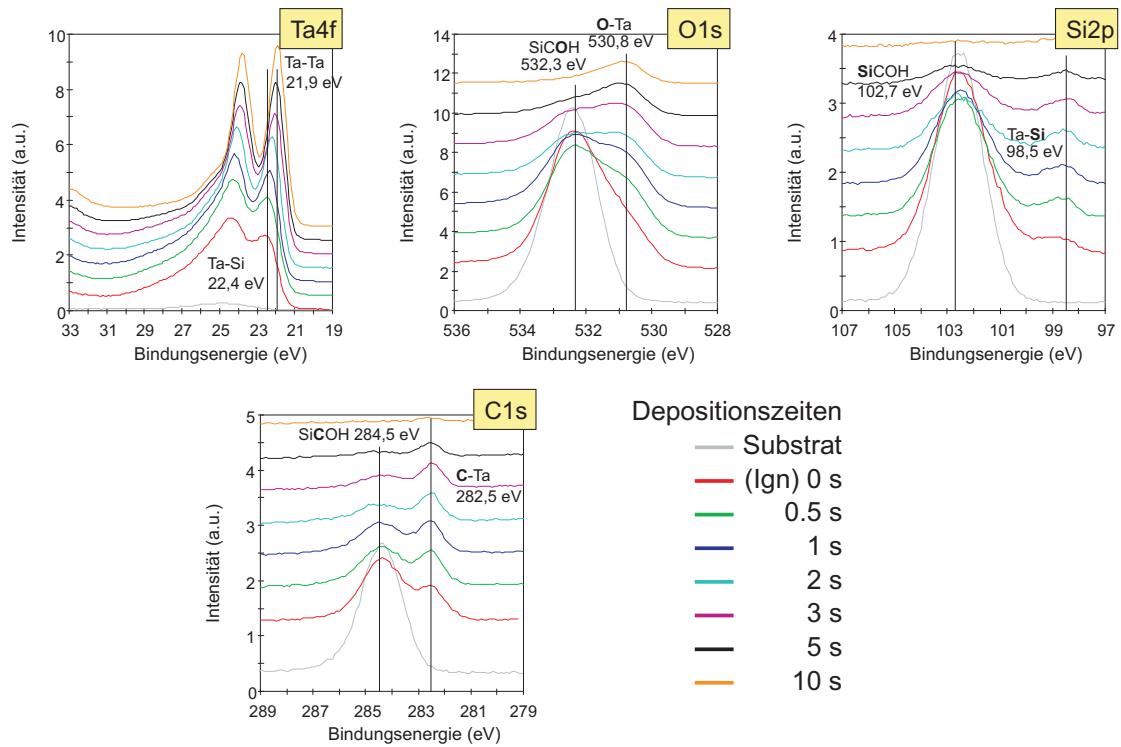 Ta4f
Ta-Ta
21,9 eV
Ta-Si
22,4 eV
Intensität (a.u.)
10
8
6
4
2
0
33 31 29 27 25 23 21 19
Bindungsenergie (eV)
O1s
O-Ta
530,8 eV
SiCOH
532,3 eV
Intensität (a.u.)
14
12
10
8
6
4
2
0
536 534 532 530 528
Bindungsenergie (eV)
Si2p
SiCOH
102,7 eV
Ta-Si
98,5 eV
Intensität (a.u.)
4
3
2
1
0
107 105 103 101 99 97
Bindungsenergie (eV)
C1s
SiCOH 284,5 eV
C-Ta
282,5 eV
Intensität (a.u.)
5
4
3
2
1
0
289 287 285 283 281 279
Bindungsenergie (eV)
Depositionszeiten
Substrat
(Ign) 0 s
0.5 s
1 s
2 s
3 s
5 s
10 s